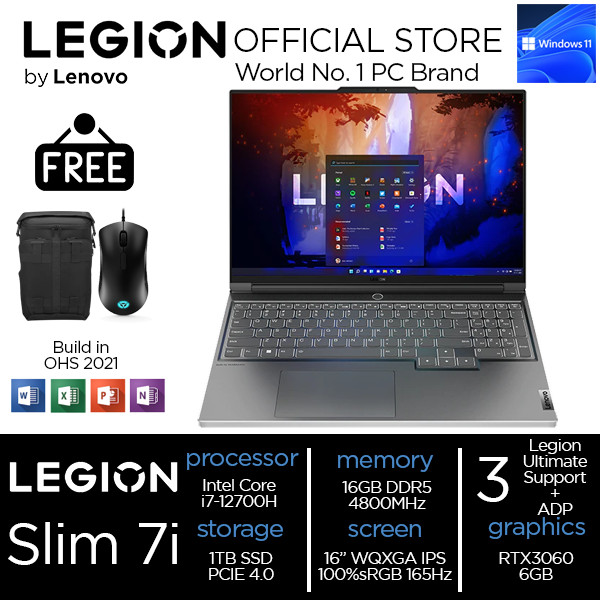 LEGION
by Lenovo
OFFICIAL STORE
World No. 1 PC Brand
Windows 11
FREE
LEGION
Build in
OHS 2021
W X P N
Lenovo
LEGION
Slim 7i
processor
Intel Core
i7-12700H
storage
1TB SSD
PCIE 4.0
memory
16GB DDR5
4800MHz
screen
16” WQXGA IPS
100%sRGB 165Hz
3
Legion
Ultimate
Support
+
ADP
graphics
RTX3060
6GB